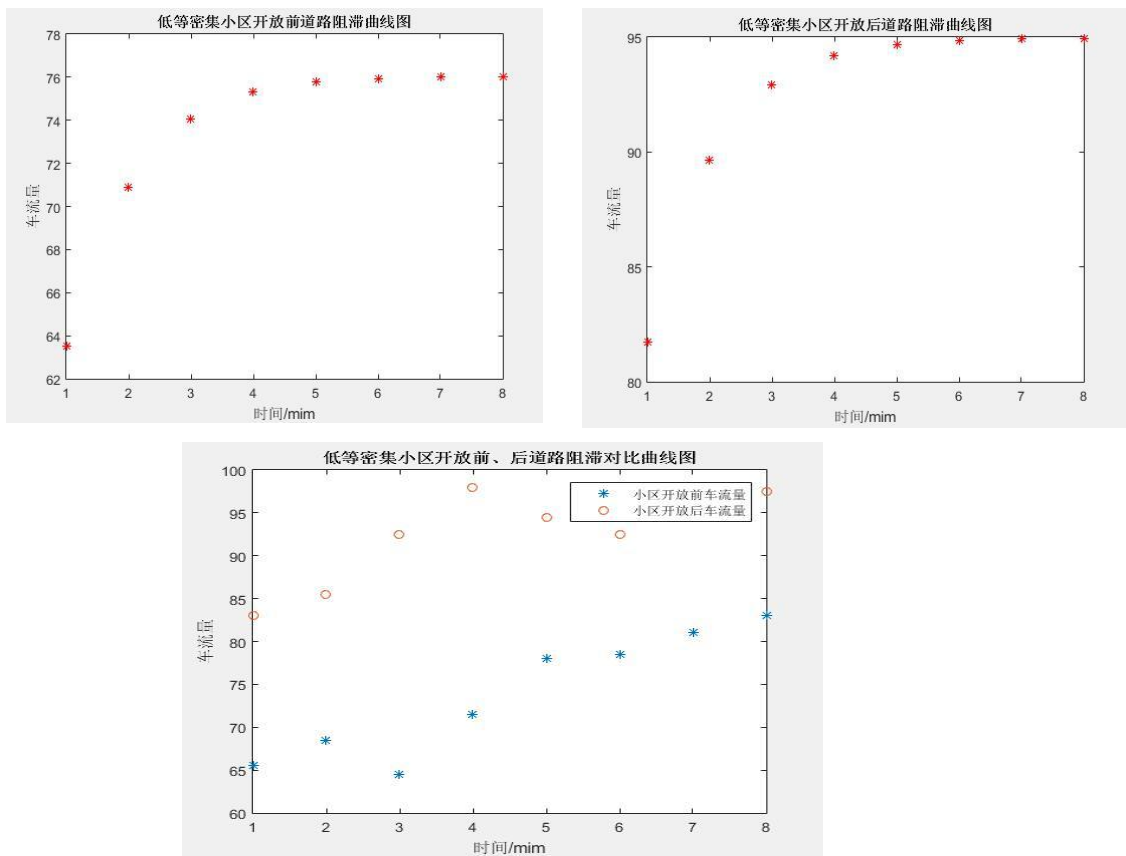 低等密集小区开放前道路阻滞曲线图
78
76
74
72
70
68
66
64
62
车流量
1 2 3 4 5 6 7 8
时间/mim
低等密集小区开放后道路阻滞曲线图
95
90
85
80
车流量
1 2 3 4 5 6 7 8
时间/mim
低等密集小区开放前、后道路阻滞对比曲线图
100
95
90
85
80
75
70
65
60
车流量
小区开放前车流量
小区开放后车流量
1 2 3 4 5 6 7 8
时间/mim